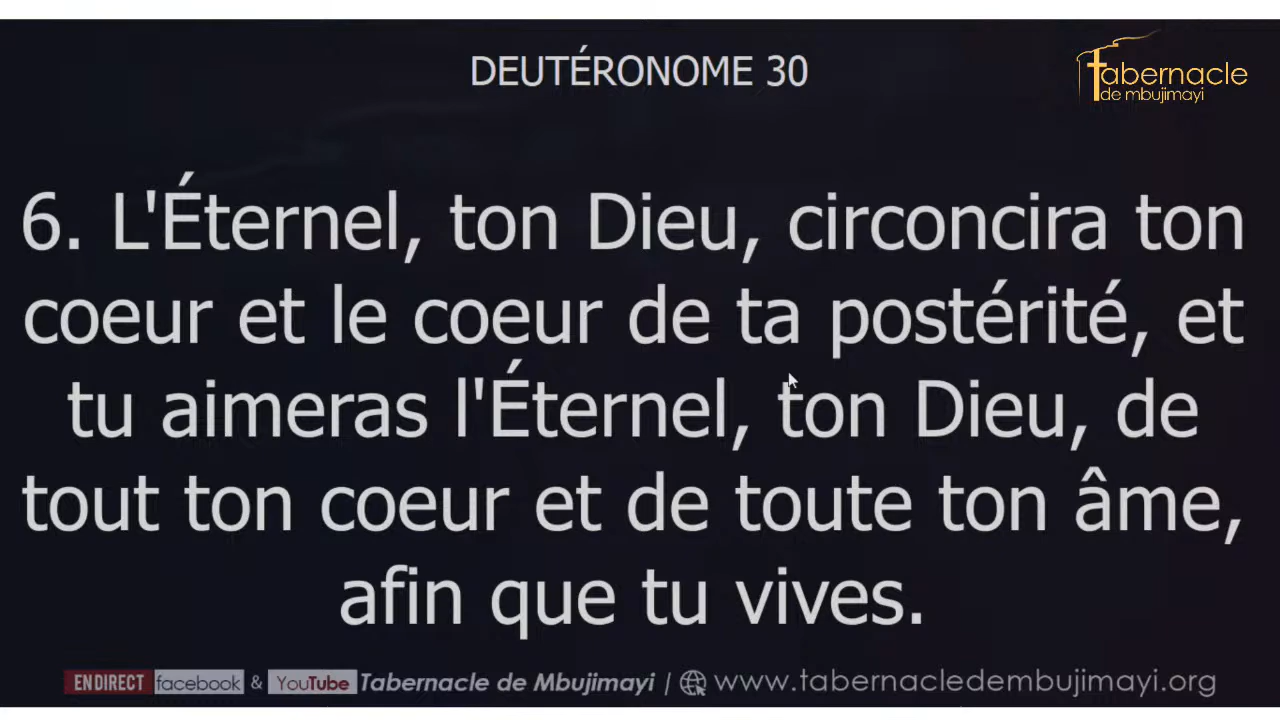 DEUTÉRONOME 30
tabernacle
de mbujimayi
6. L'Éternel, ton Dieu, circoncira ton
coeur et le coeur de ta postérité, et
tu aimeras l'Éternel, ton Dieu, de
tout ton coeur et de toute ton âme,
afin que tu vives.
EN DIRECT facebook & YouTube Tabernacle de Mbujimayi | www.tabernacledembujimayi.org